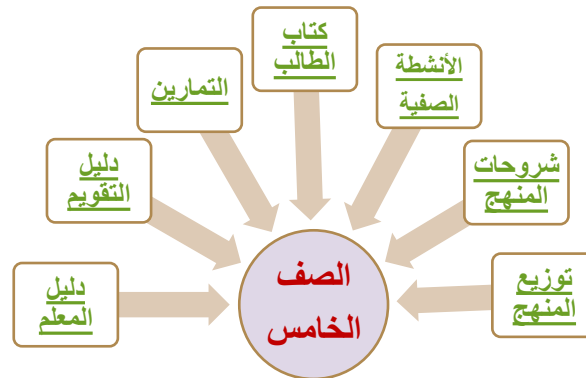 كتاب
الطالب
الأنشطة
الصفية
التمارين
شروحات
المنهج
دليل
التقويم
توزيع
المنهج
دليل
المعلم
الصف
الخامس